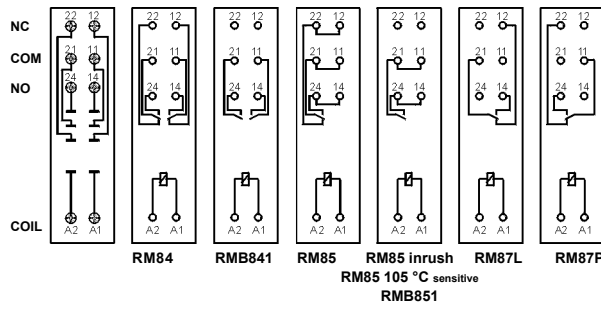 NC 22 12 22 12 22 12 22 12 22 12 22 12 22 12
COM 21 11 21 11 21 11 21 11 21 11 21 11 21 11
NO 24 14 24 14 24 14 24 14 24 14 24 14 24 14
COIL A2 A1 A2 A1 A2 A1 A2 A1 A2 A1 A2 A1 A2 A1
RM84 RMB841 RM85 RM85 inrush RM87L RM87P
RM85 105 °C sensitive
RMB851